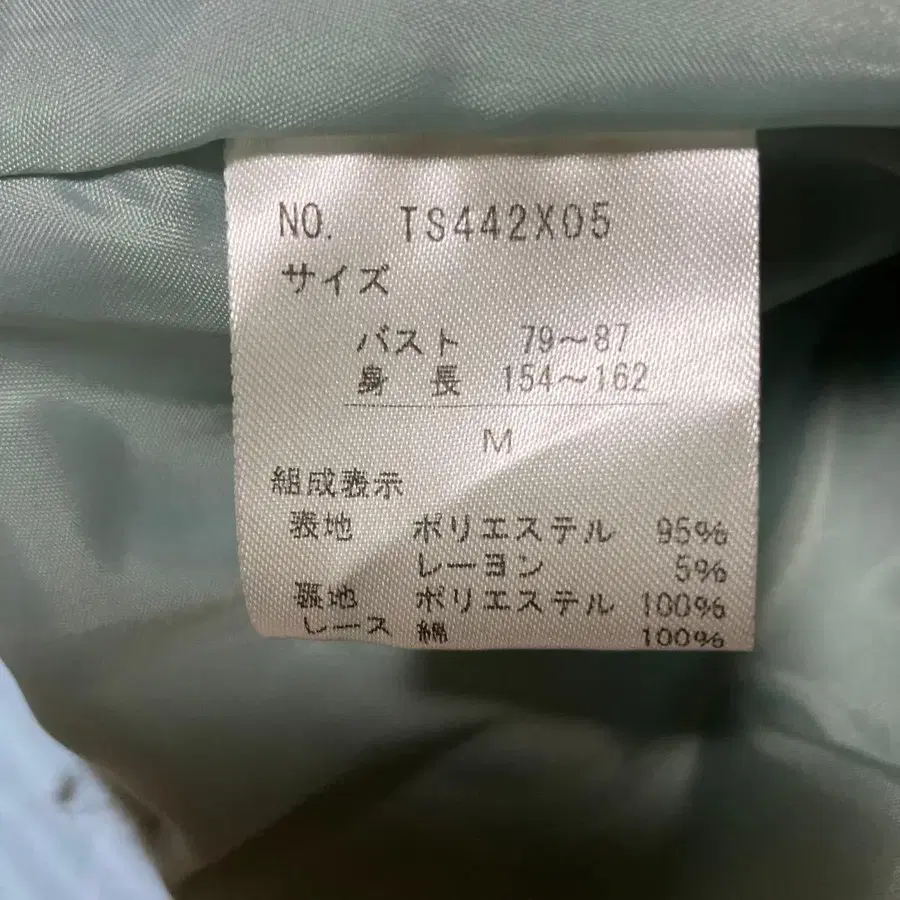 NO. TS442X05
サイズ
バスト 79～87
身 長 154～162
M
組成表示
表地 ポリエステル 95%
レーヨン 5%
裏地 ポリエステル 100%
レース 綿 100%